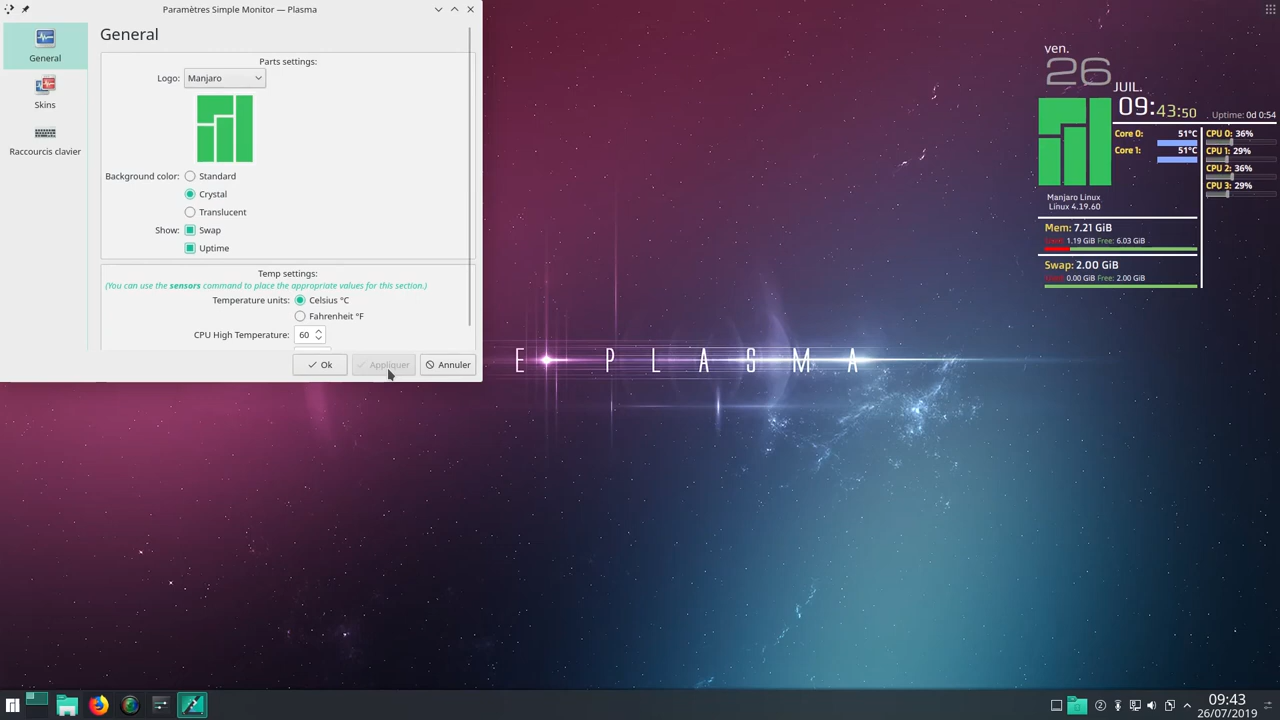 Paramètres Simple Monitor — Plasma
General
Skins
Raccourcis clavier
General
Parts settings:
Logo: Manjaro
Background color: Standard
Crystal
Translucent
Show: Swap
Uptime
Temp settings:
(You can use the sensors command to place the appropriate values for this section.)
Temperature units: Celsius °C
Fahrenheit °F
CPU High Temperature: 60
Ok Appliquer Annuler
E PLASMA
ven.
26
JUIL.
09:43:50
Uptime: 0d 0:54
Core 0: 51°C
Core 1: 51°C
CPU 0: 36%
CPU 1: 29%
CPU 2: 36%
CPU 3: 29%
Manjaro Linux
Linux 4.19.60
Mem: 7.21 GiB
1.19 GiB Free: 6.03 GiB
Swap: 2.00 GiB
0.00 GiB Free: 2.00 GiB
2
09:43
26/07/2019